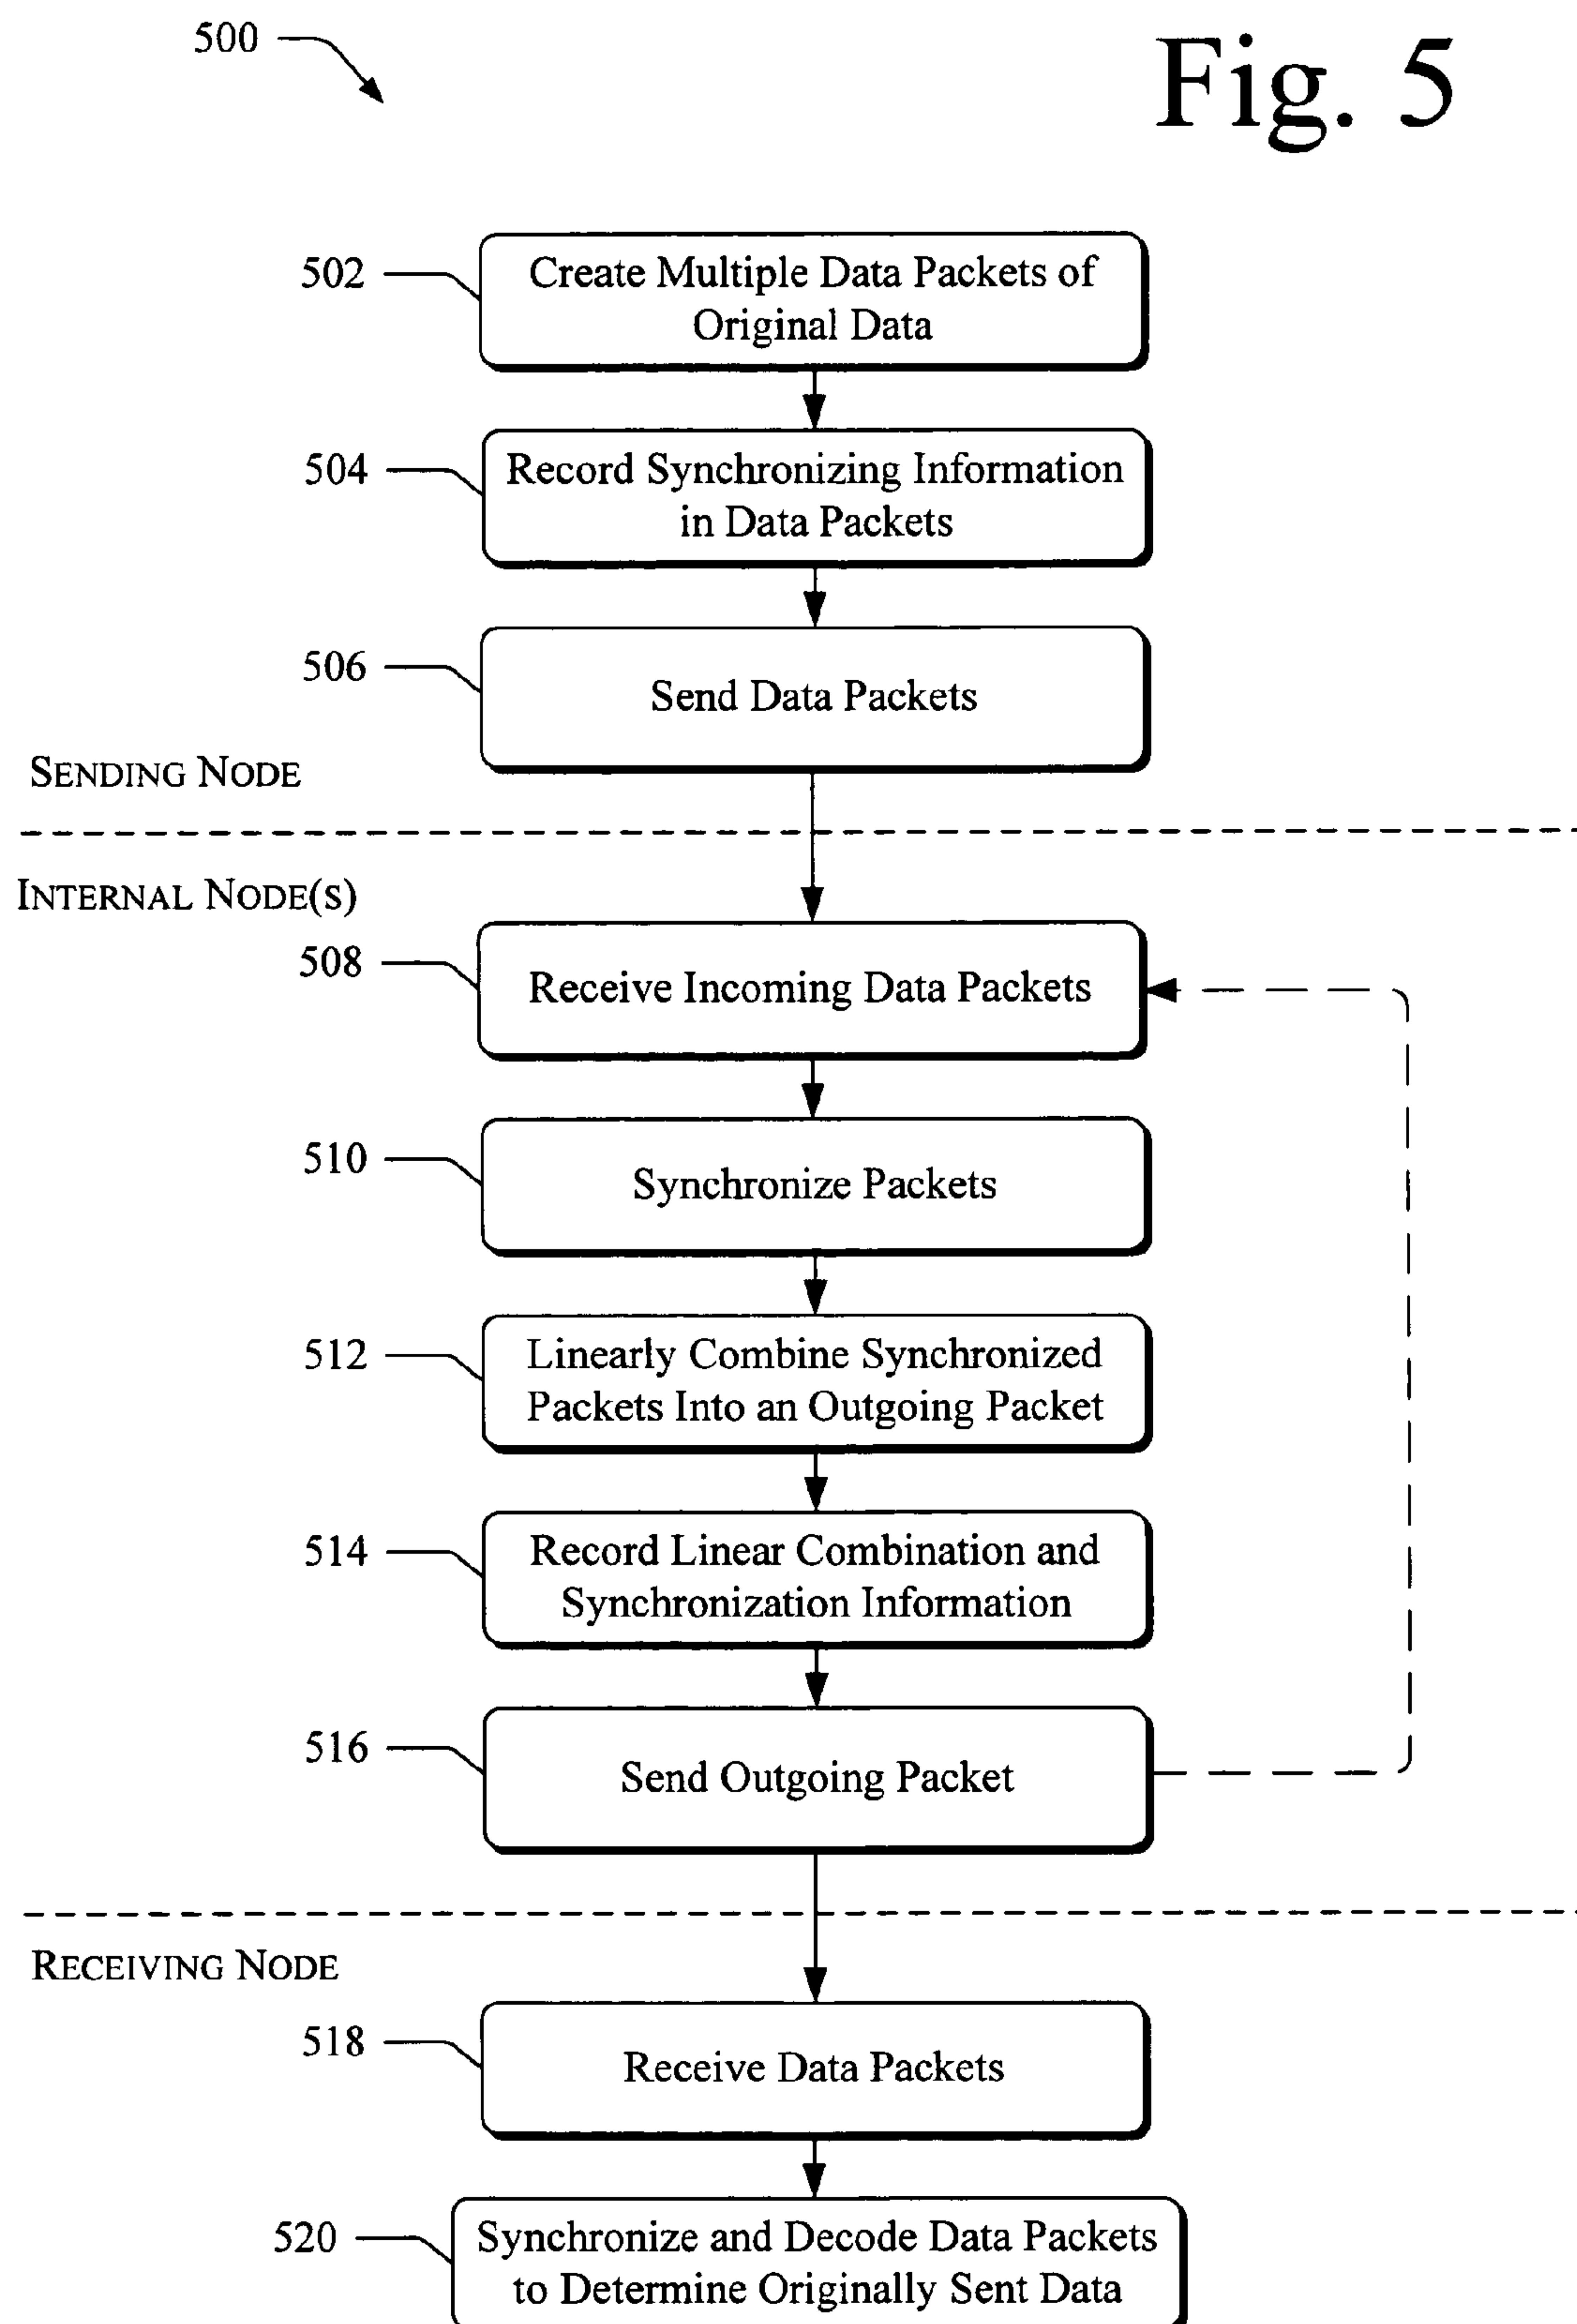 500
Fig. 5
502
Create Multiple Data Packets of
Original Data
504
Record Synchronizing Information
in Data Packets
506
Send Data Packets
SENDING NODE
INTERNAL NODE(S)
508
Receive Incoming Data Packets
510
Synchronize Packets
512
Linearly Combine Synchronized
Packets Into an Outgoing Packet
514
Record Linear Combination and
Synchronization Information
516
Send Outgoing Packet
RECEIVING NODE
518
Receive Data Packets
520
Synchronize and Decode Data Packets
to Determine Originally Sent Data